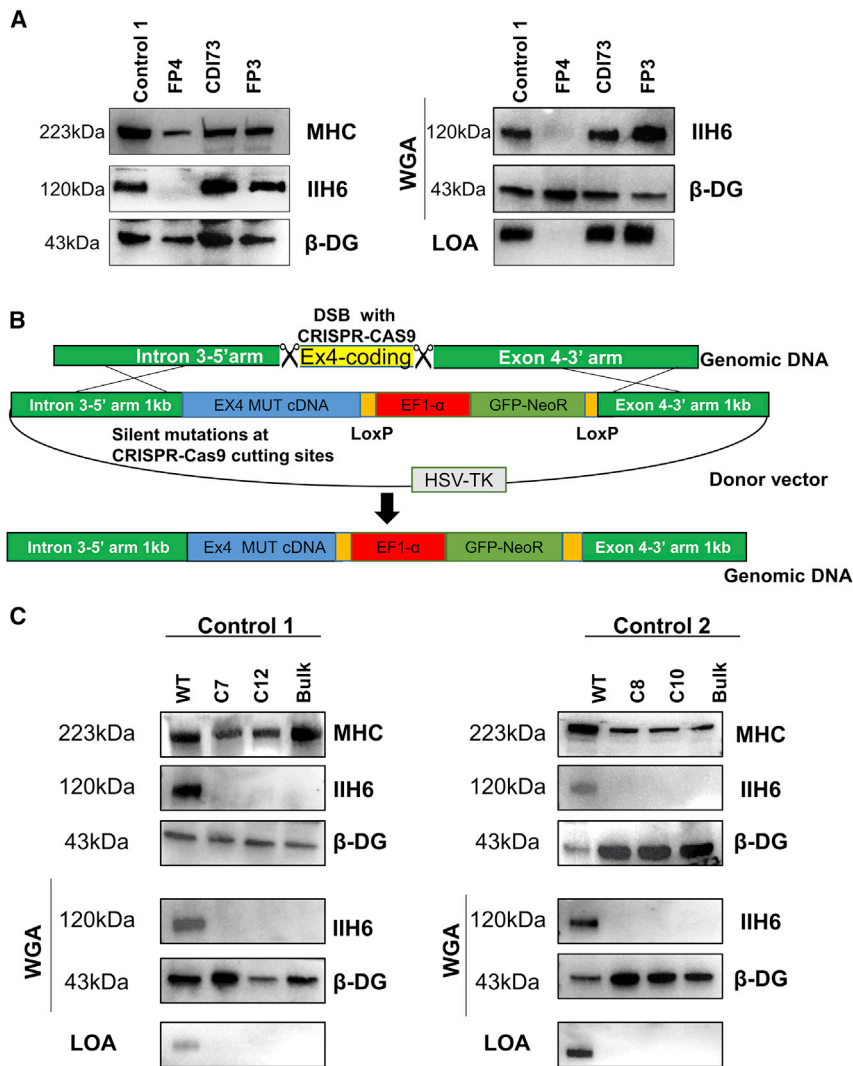 A
Control 1 FP4 CDI73 FP3
223kDa MHC
120kDa IIH6
43kDa β-DG
Control 1 FP4 CDI73 FP3
WGA
120kDa IIH6
43kDa β-DG
LOA
B
DSB with
CRISPR-CAS9
Intron 3-5'arm Ex4-coding Exon 4-3' arm Genomic DNA
Intron 3-5' arm 1kb EX4 MUT cDNA EF1-α GFP-NeoR Exon 4-3' arm 1kb
Silent mutations at LoxP LoxP
CRISPR-Cas9 cutting sites
HSV-TK Donor vector
Intron 3-5' arm 1kb Ex4 MUT cDNA EF1-α GFP-NeoR Exon 4-3' arm 1kb
Genomic DNA
C
Control 1
WT C7 C12 Bulk
223kDa MHC
120kDa IIH6
43kDa β-DG
WGA
120kDa IIH6
43kDa β-DG
LOA
Control 2
WT C8 C10 Bulk
223kDa MHC
120kDa IIH6
43kDa β-DG
WGA
120kDa IIH6
43kDa β-DG
LOA